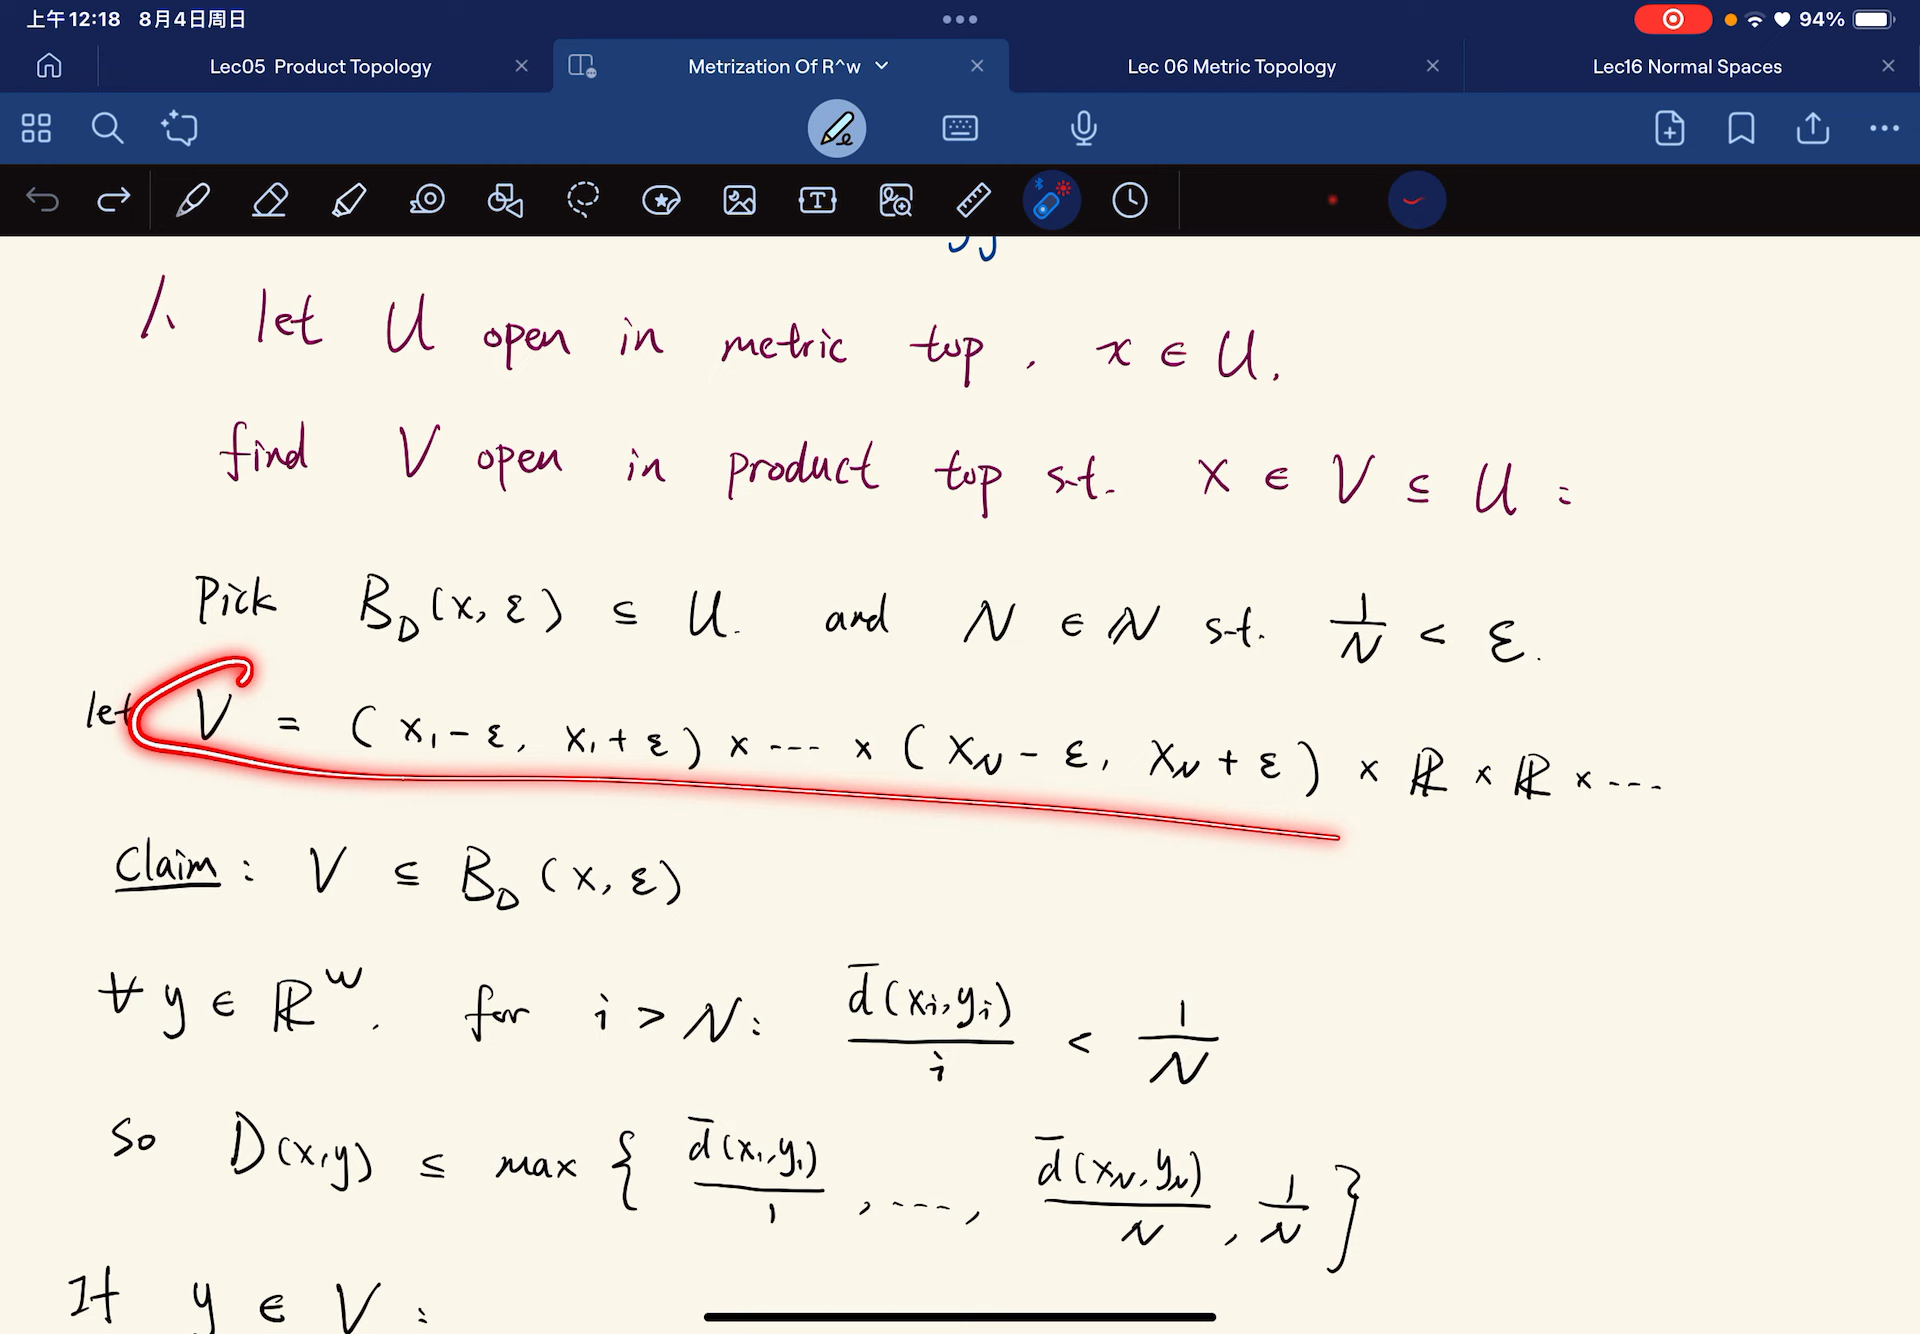 上午12:18 8月4日周日 94%
Lec05 Product Topology Metrization Of R^w Lec 06 Metric Topology Lec16 Normal Spaces
1. let U open in metric top. x ∈ U.
find V open in product top s.t. x ∈ V ⊆ U :
Pick B_D(x, ε) ⊆ U. and N ∈ ℕ s.t. 1/N < ε.
let V = (x₁-ε, x₁+ε) × --- × (x_N - ε, x_N + ε) × ℝ × ℝ × ---
Claim : V ⊆ B_D(x, ε)
∀ y ∈ ℝ^w. for i > N: d̄(xᵢ,yᵢ)/i < 1/N
So D(x,y) ≤ max { d̄(x₁,y₁)/1 , ---, d̄(x_N,y_N)/N , 1/N }
If y ∈ V :